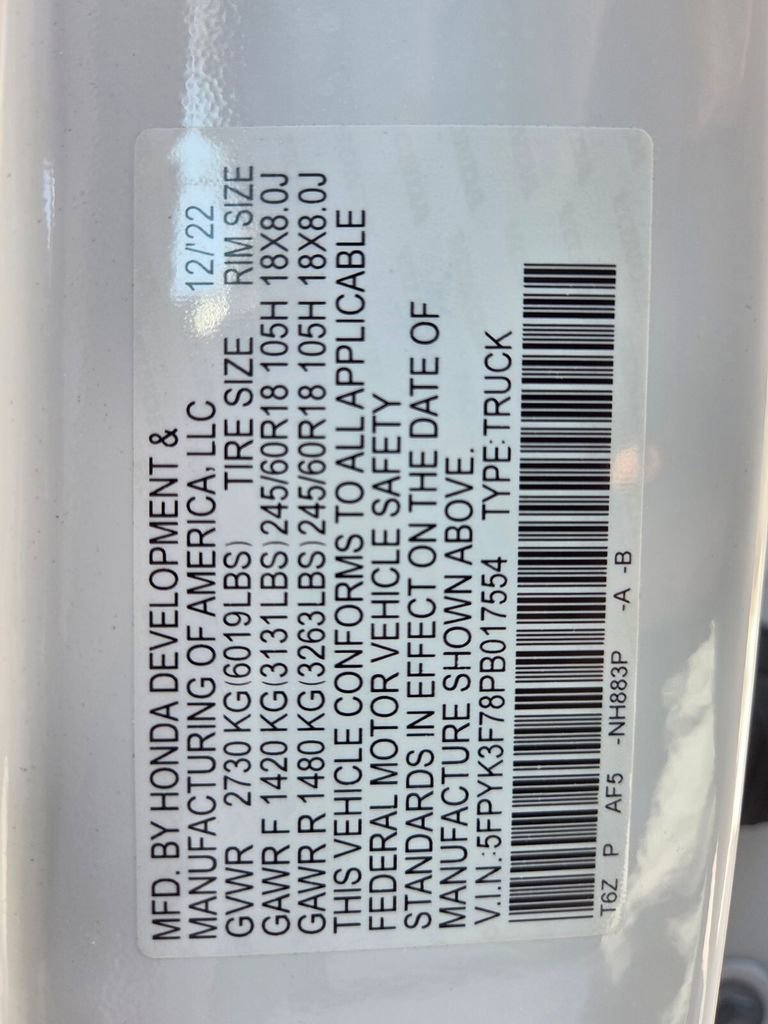 MFD. BY HONDA DEVELOPMENT &
MANUFACTURING OF AMERICA, LLC 12/'22
GVWR 2730 KG(6019LBS) TIRE SIZE RIM SIZE
GAWR F 1420 KG(3131LBS) 245/60R18 105H 18X8.0J
GAWR R 1480 KG(3263LBS) 245/60R18 105H 18X8.0J
THIS VEHICLE CONFORMS TO ALL APPLICABLE
FEDERAL MOTOR VEHICLE SAFETY
STANDARDS IN EFFECT ON THE DATE OF
MANUFACTURE SHOWN ABOVE.
V.I.N.:5FPYK3F78PB017554 TYPE:TRUCK
T6Z P AF5 -NH883P -A -B